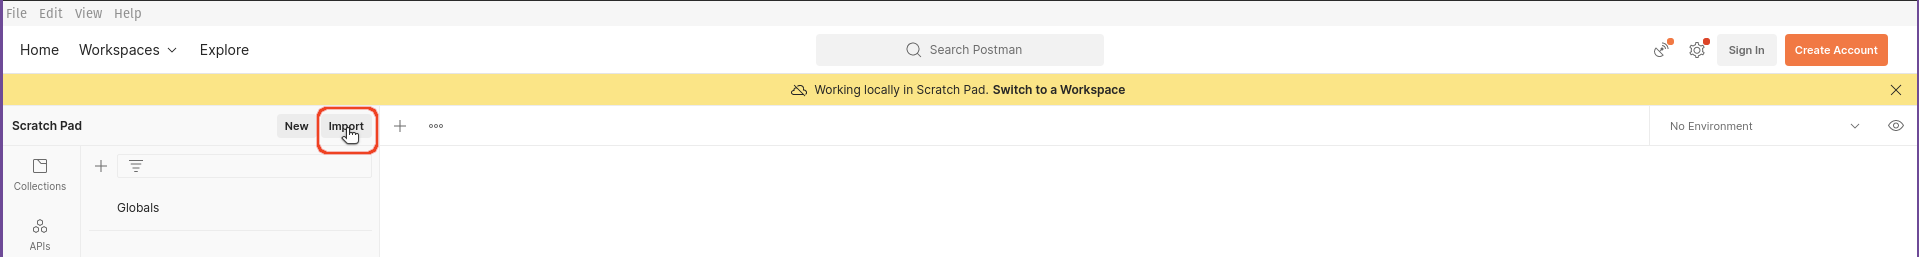 File Edit View Help
Home Workspaces Explore Search Postman Sign In Create Account
Working locally in Scratch Pad. Switch to a Workspace
Scratch Pad New Import No Environment
Collections
Globals
APIs